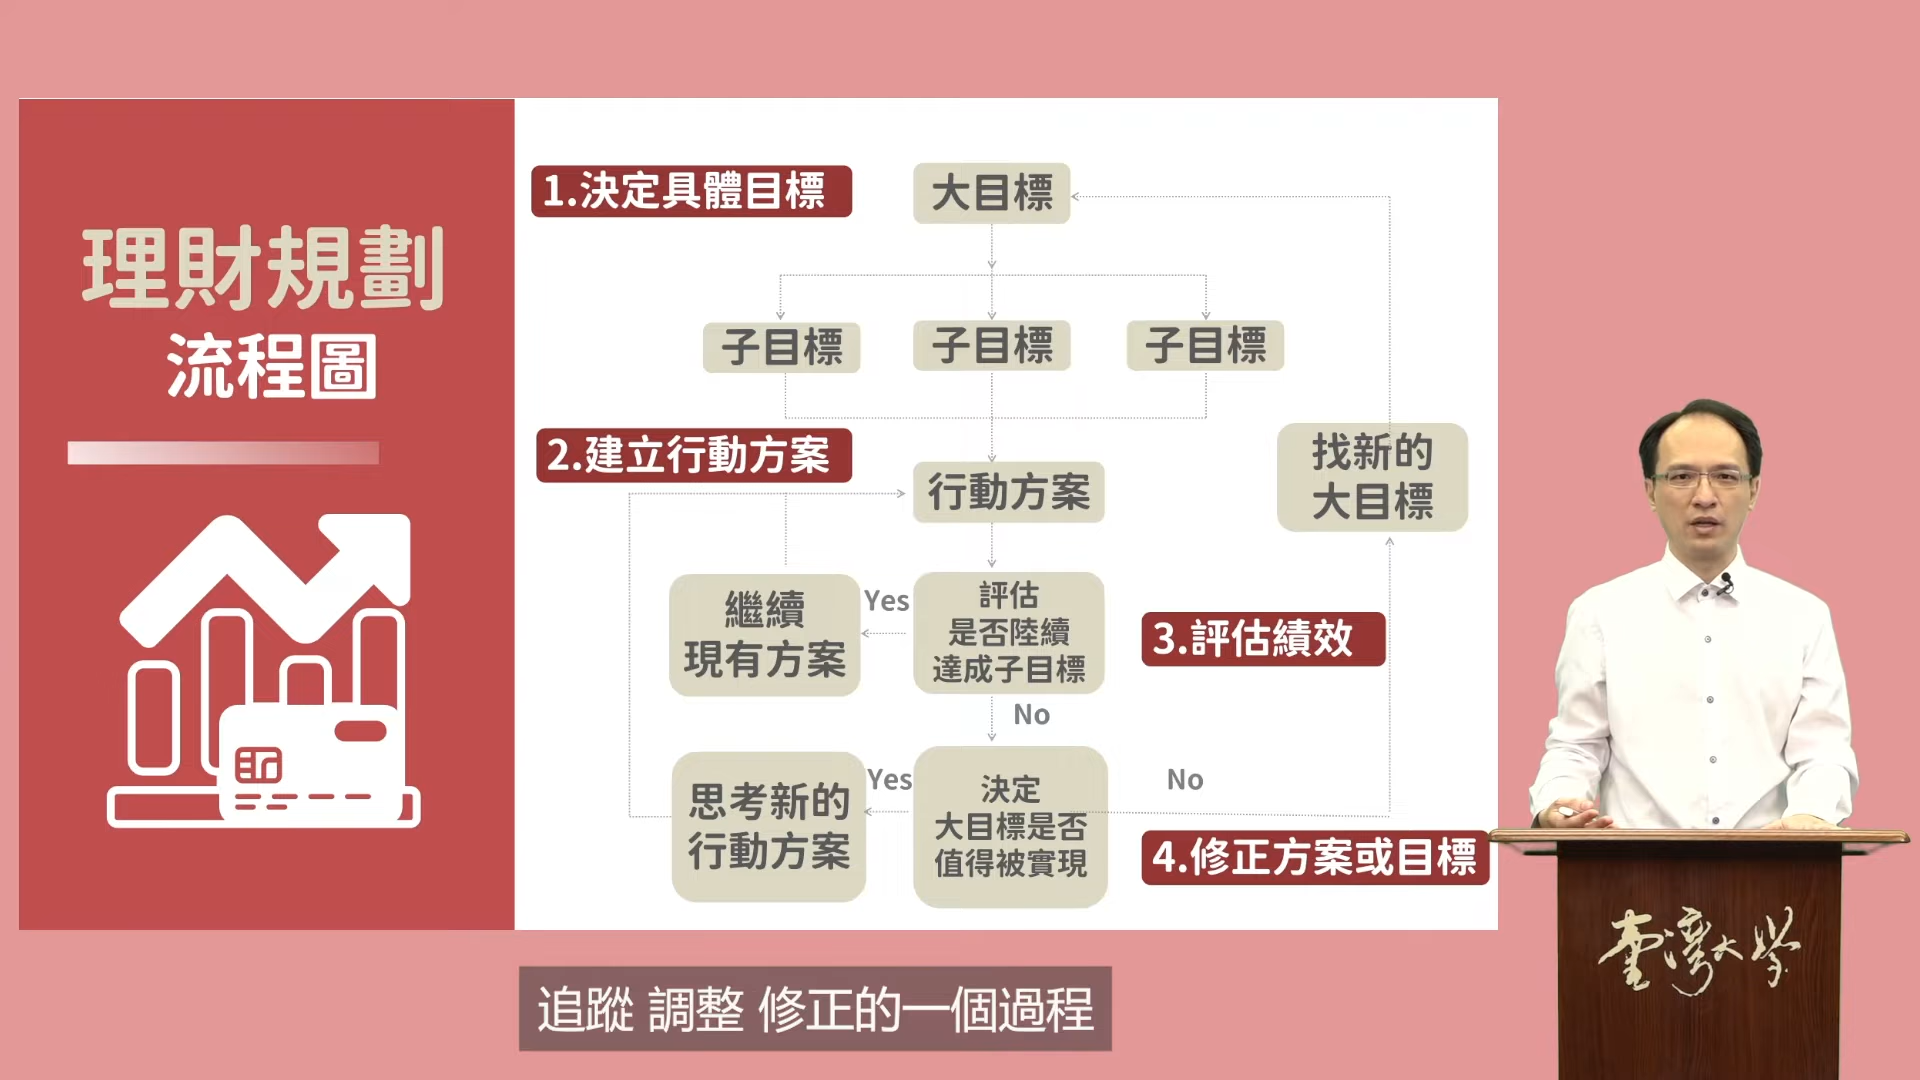 理財規劃
流程圖
1.決定具體目標
大目標
子目標
子目標
子目標
2.建立行動方案
行動方案
找新的
大目標
繼續
現有方案
Yes
評估
是否陸續
達成子目標
3.評估績效
No
思考新的
行動方案
Yes
決定
大目標是否
值得被實現
No
4.修正方案或目標
臺灣大學
追蹤 調整 修正的一個過程